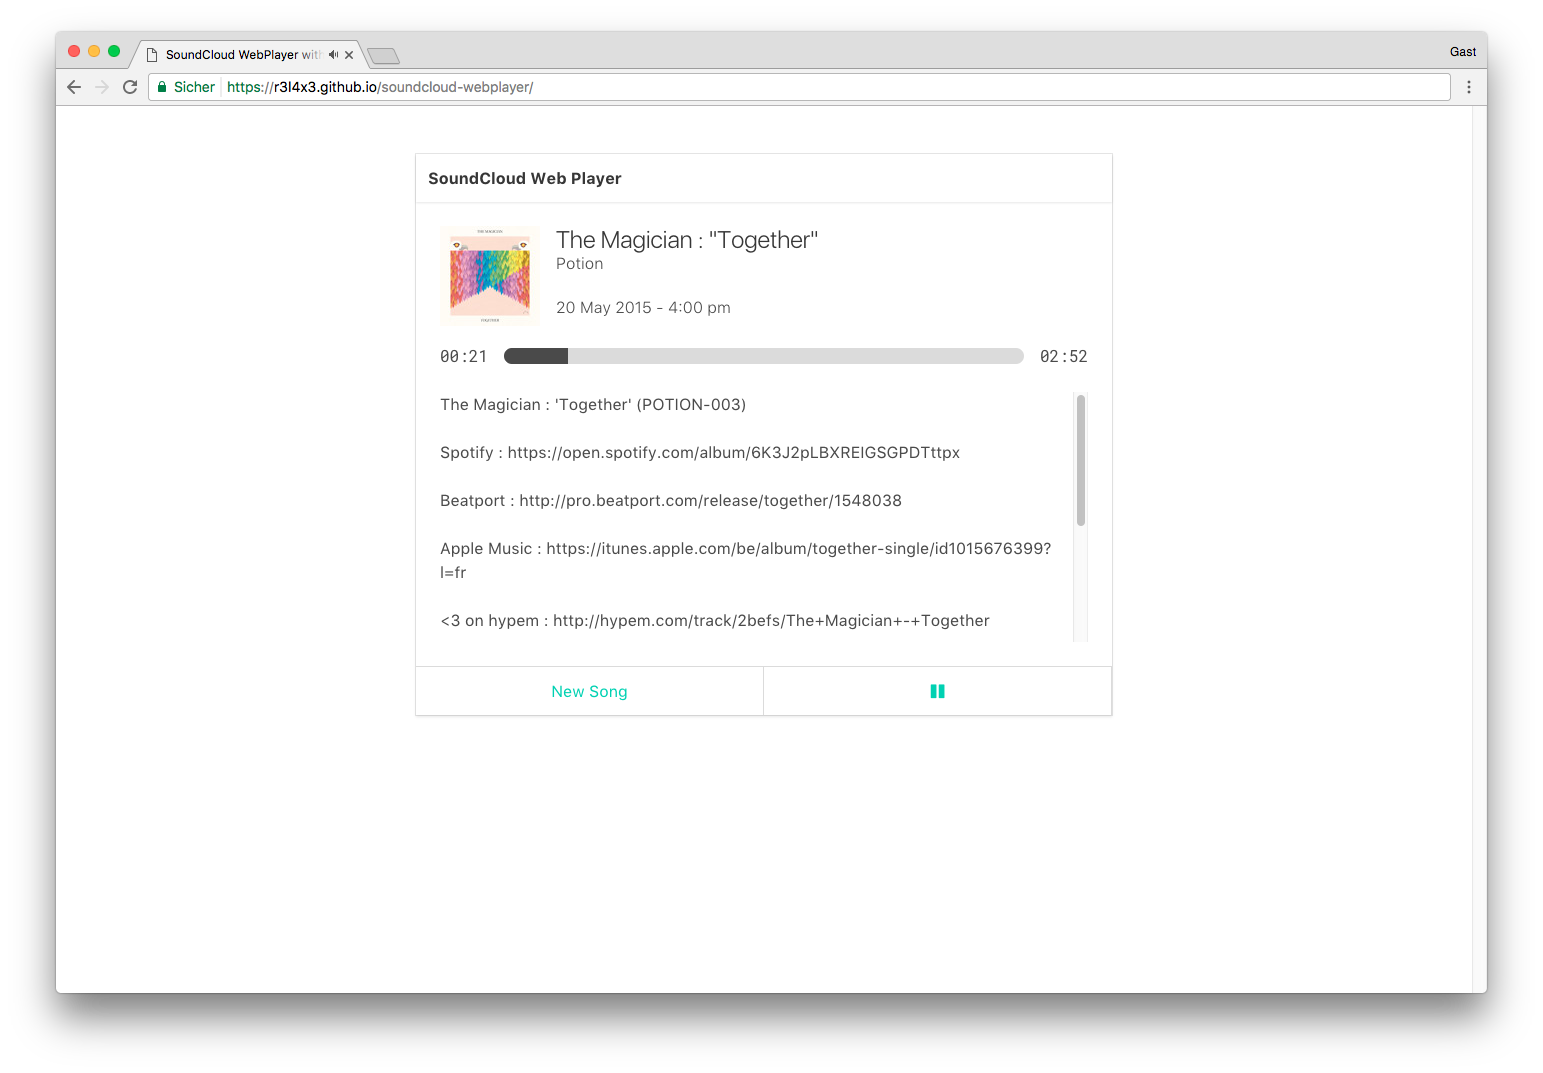 SoundCloud WebPlayer with
Gast
Sicher https://r3l4x3.github.io/soundcloud-webplayer/
SoundCloud Web Player
THE MAGICIAN
TOGETHER
The Magician : "Together"
Potion
20 May 2015 - 4:00 pm
00:21
02:52
The Magician : 'Together' (POTION-003)
Spotify : https://open.spotify.com/album/6K3J2pLBXREIGSGPDTttpx
Beatport : http://pro.beatport.com/release/together/1548038
Apple Music : https://itunes.apple.com/be/album/together-single/id1015676399?
l=fr
<3 on hypem : http://hypem.com/track/2befs/The+Magician+-+Together
New Song